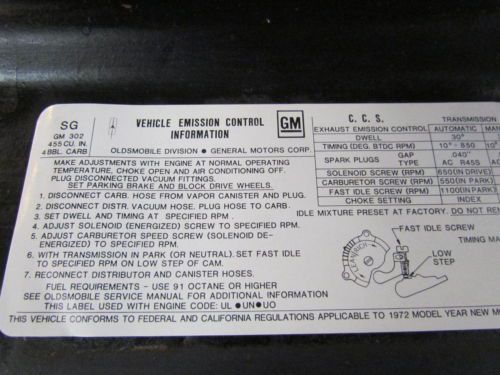 SG
GM 302
455 CU. IN.
4 BBL. CARB
VEHICLE EMISSION CONTROL
INFORMATION
GM
OLDSMOBILE DIVISION • GENERAL MOTORS CORP.
MAKE ADJUSTMENTS WITH ENGINE AT NORMAL OPERATING
TEMPERATURE, CHOKE OPEN AND AIR CONDITIONING OFF.
PLUG DISCONNECTED VACUUM FITTINGS.
SET PARKING BRAKE AND BLOCK DRIVE WHEELS.
1. DISCONNECT CARB. HOSE FROM VAPOR CANISTER AND PLUG.
2. DISCONNECT DISTR. VACUUM HOSE. PLUG HOSE TO CARB.
3. SET DWELL AND TIMING AT SPECIFIED RPM.
4. ADJUST SOLENOID (ENERGIZED) SCREW TO SPECIFIED RPM.
5. ADJUST CARBURETOR SPEED SCREW (SOLENOID DE-
ENERGIZED) TO SPECIFIED RPM.
6. WITH TRANSMISSION IN PARK (OR NEUTRAL). SET FAST IDLE
TO SPECIFIED RPM ON LOW STEP OF CAM.
7. RECONNECT DISTRIBUTOR AND CANISTER HOSES.
FUEL REQUIREMENTS - USE 91 OCTANE OR HIGHER
SEE OLDSMOBILE SERVICE MANUAL FOR ADDITIONAL INFORMATION
THIS LABEL USED WITH ENGINE CODE: UL • UN • UO
THIS VEHICLE CONFORMS TO FEDERAL AND CALIFORNIA REGULATIONS APPLICABLE TO 1972 MODEL YEAR NEW M
C. C. S. TRANSMISSION
EXHAUST EMISSION CONTROL AUTOMATIC MA
DWELL 30°
TIMING (DEG. BTDC RPM) 10° - 850 10°
SPARK PLUGS GAP .040"
TYPE AC R45S AC
SOLENOID SCREW (RPM) 650(IN DRIVE)
CARBURETOR SCREW (RPM) 550(IN PARK)
FAST IDLE SCREW (RPM) 1100(IN PARK)
CHOKE SETTING INDEX
IDLE MIXTURE PRESET AT FACTORY. DO NOT RE
FAST IDLE SCREW
TIMING MA
LEAN RICH
LOW
STEP